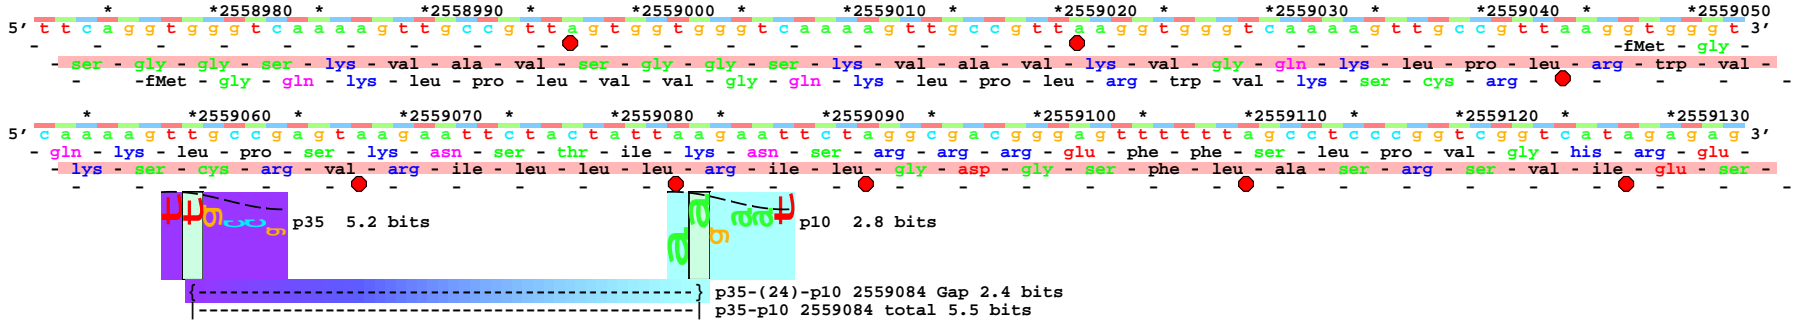 * *2558980 * *2558990 * *2559000 * *2559010 * *2559020 * *2559030 * *2559040 * *2559050
5' t t c a g g t g g g t c a a a a g t t g c c g t t a g t g g t g g g t c a a a a g t t g c c g t t a a g g t g g g t c a a a a g t t g c c g t t a a g g t g g g t 3'
- - - - - - - - - - - - - - - - - - - - - - - - - -fMet - gly -
- ser - gly - gly - ser - lys - val - ala - val - ser - gly - gly - ser - lys - val - ala - val - lys - val - gly - gln - lys - leu - pro - leu - arg - trp - val -
- -fMet - gly - gln - lys - leu - pro - leu - val - val - gly - gln - lys - leu - pro - leu - arg - trp - val - lys - ser - cys - arg - - - - -
* *2559060 * *2559070 * *2559080 * *2559090 * *2559100 * *2559110 * *2559120 * *2559130
5' c a a a a g t t g c c g a g t a a g a a t t c t a c t a t t a a g a a t t c t a g g c g a c g g g a g t t t t t t a g c c t c c c g g t c g g t c a t a g a g a g 3'
- gln - lys - leu - pro - ser - lys - asn - ser - thr - ile - lys - asn - ser - arg - arg - arg - glu - phe - phe - ser - leu - pro - val - gly - his - arg - glu -
- lys - ser - cys - arg - val - arg - ile - leu - leu - leu - arg - ile - leu - gly - asp - gly - ser - phe - leu - ala - ser - arg - ser - val - ile - glu - ser -
- - - - - - - - - - - - - - - - - - - - - - - - - - - -
t t g c c g p35 5.2 bits a a g a a t p10 2.8 bits
{------------------------------------------------} p35-(24)-p10 2559084 Gap 2.4 bits
|------------------------------------------------| p35-p10 2559084 total 5.5 bits